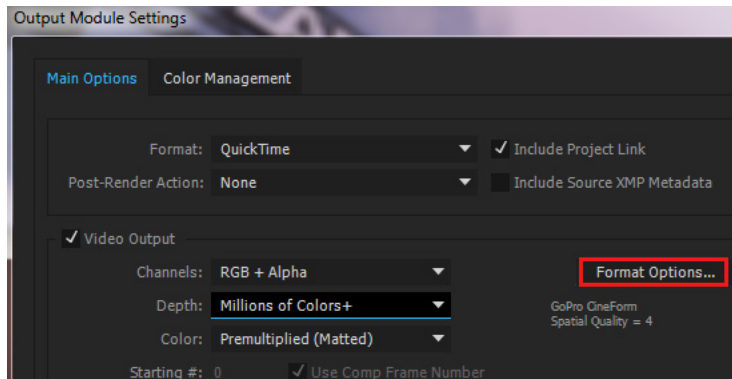 Output Module Settings
Main Options Color Management
Format: QuickTime Include Project Link
Post-Render Action: None Include Source XMP Metadata
Video Output
Channels: RGB + Alpha Format Options...
Depth: Millions of Colors+ GoPro CineForm
Spatial Quality = 4
Color: Premultiplied (Matted)
Starting #: 0 Use Comp Frame Number